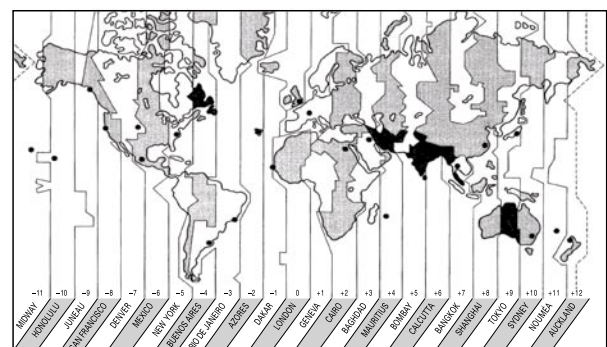 −11 −10 −9 −8 −7 −6 −5 −4 −3 −2 −1 0 +1 +2 +3 +4 +5 +6 +7 +8 +9 +10 +11 +12
MIDWAY
HONOLULU
JUNEAU
SAN FRANCISCO
DENVER
MEXICO
NEW YORK
BUENOS AIRES
RIO DE JANEIRO
AZORES
DAKAR
LONDON
GENEVA
CAIRO
BAGHDAD
MAURITIUS
BOMBAY
CALCUTTA
BANGKOK
SHANGHAI
TOKYO
SYDNEY
NOUMEA
AUCKLAND